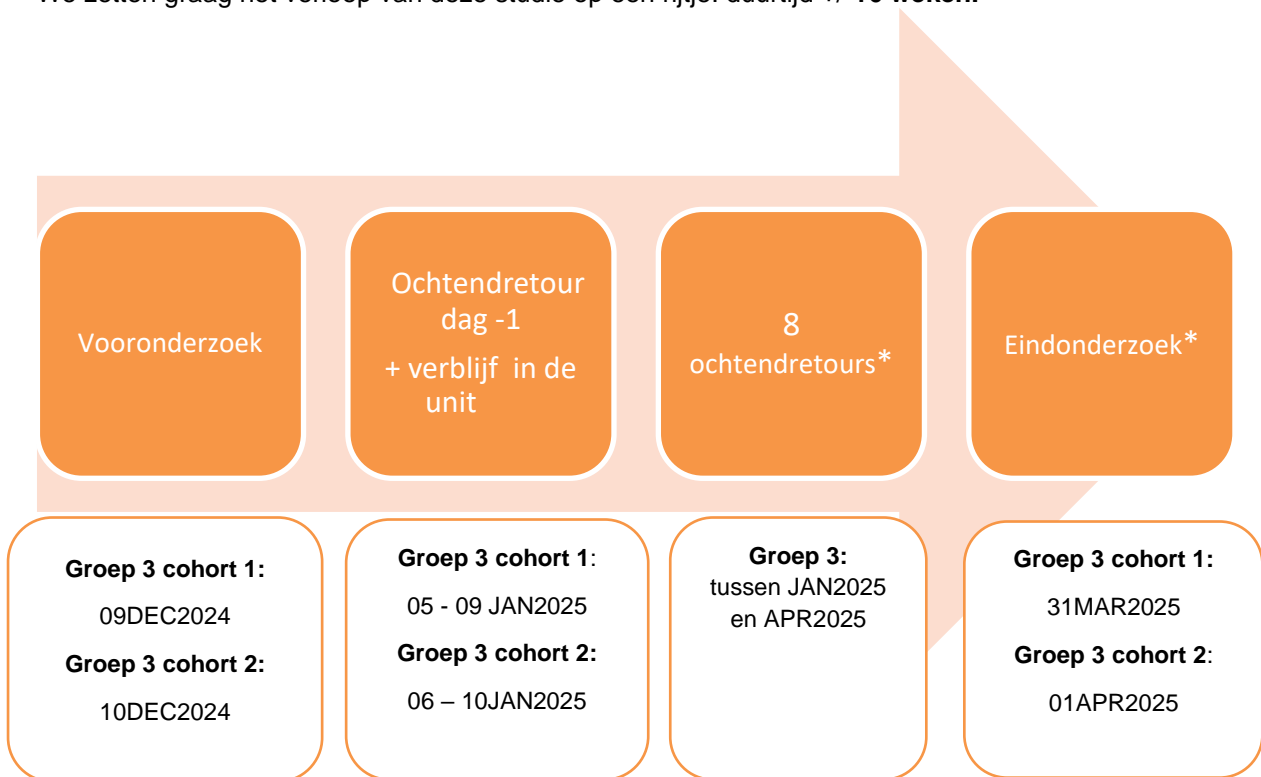 Vooronderzoek
Ochtendretour
dag -1
+ verblijf in de
unit
8
ochtendretours*
Eindonderzoek*
Groep 3 cohort 1:
09DEC2024
Groep 3 cohort 2:
10DEC2024
Groep 3 cohort 1:
05 - 09 JAN2025
Groep 3 cohort 2:
06 – 10JAN2025
Groep 3:
tussen JAN2025
en APR2025
Groep 3 cohort 1:
31MAR2025
Groep 3 cohort 2:
01APR2025